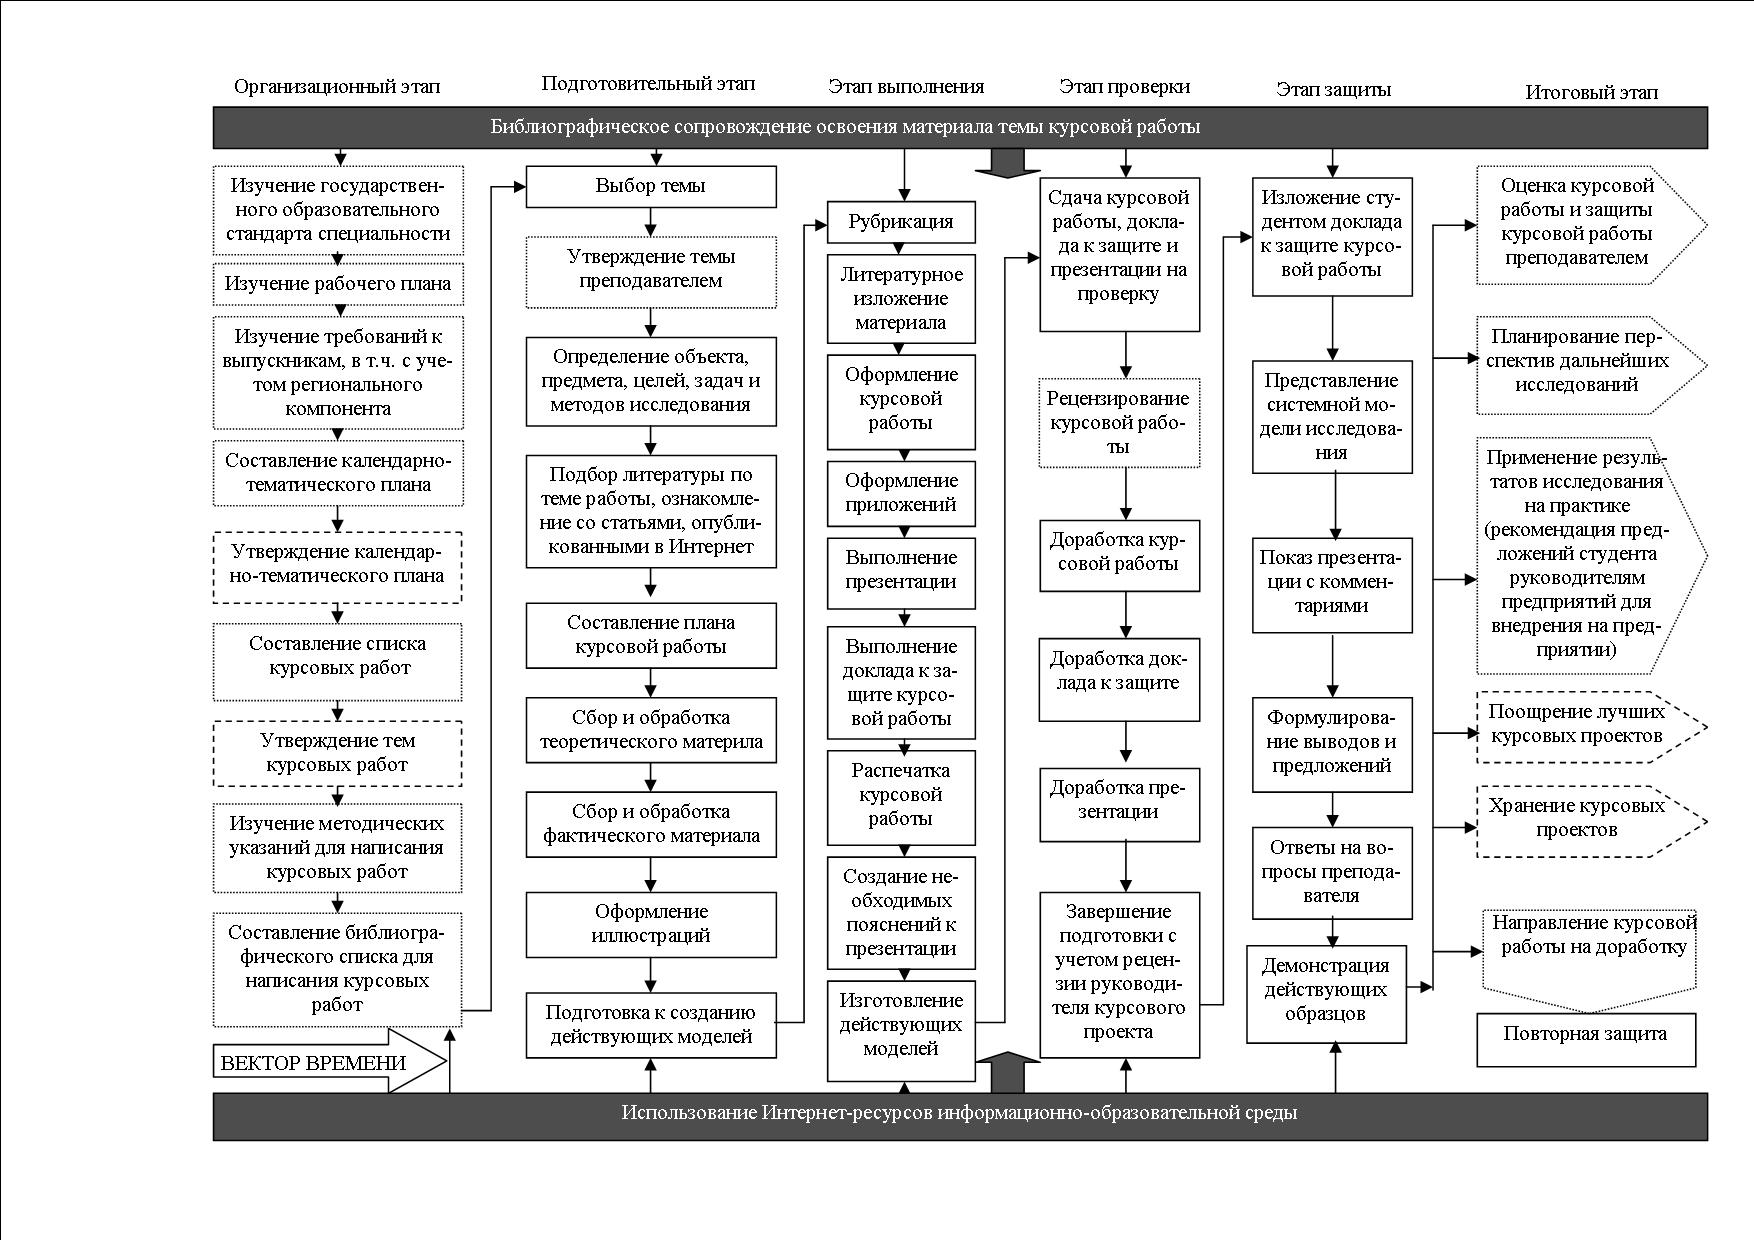 Организационный этап
Подготовительный этап
Этап выполнения
Этап проверки
Этап защиты
Итоговый этап
Библиографическое сопровождение освоения материала темы курсовой работы
Изучение государствен-
ного образовательного
стандарта специальности
Изучение рабочего плана
Изучение требований к
выпускникам, в т.ч. с уче-
том регионального
компонента
Составление календарно-
тематического плана
Утверждение календар-
но-тематического плана
Составление списка
курсовых работ
Утверждение тем
курсовых работ
Изучение методических
указаний для написания
курсовых работ
Составление библиогра-
фического списка для
написания курсовых
работ
ВЕКТОР ВРЕМЕНИ
Выбор темы
Утверждение темы
преподавателем
Определение объекта,
предмета, целей, задач и
методов исследования
Подбор литературы по
теме работы, ознакомле-
ние со статьями, опубли-
кованными в Интернет
Составление плана
курсовой работы
Сбор и обработка
теоретического материла
Сбор и обработка
фактического материала
Оформление
иллюстраций
Подготовка к созданию
действующих моделей
Рубрикация
Литературное
изложение
материала
Оформление
курсовой
работы
Оформление
приложений
Выполнение
презентации
Выполнение
доклада к за-
щите курсо-
вой работы
Распечатка
курсовой
работы
Создание не-
обходимых
пояснений к
презентации
Изготовление
действующих
моделей
Сдача курсовой
работы, докла-
да к защите и
презентации на
проверку
Рецензирование
курсовой рабо-
ты
Доработка кур-
совой работы
Доработка док-
лада к защите
Доработка пре-
зентации
Завершение
подготовки с
учетом рецен-
зии руководи-
теля курсового
проекта
Изложение сту-
дентом доклада
к защите курсо-
вой работы
Представление
системной мо-
дели исследова-
ния
Показ презента-
ции с коммен-
тариями
Формулирова-
ние выводов и
предложений
Ответы на во-
просы препода-
вателя
Демонстрация
действующих
образцов
Оценка курсовой
работы и защиты
курсовой работы
преподавателем
Планирование пер-
спектив дальнейших
исследований
Применение резуль-
татов исследования
на практике
(рекомендация пред-
ложений студента
руководителям
предприятий для
внедрения на пред-
приятии)
Поощрение лучших
курсовых проектов
Хранение курсовых
проектов
Направление курсовой
работы на доработку
Повторная защита
Использование Интернет-ресурсов информационно-образовательной среды